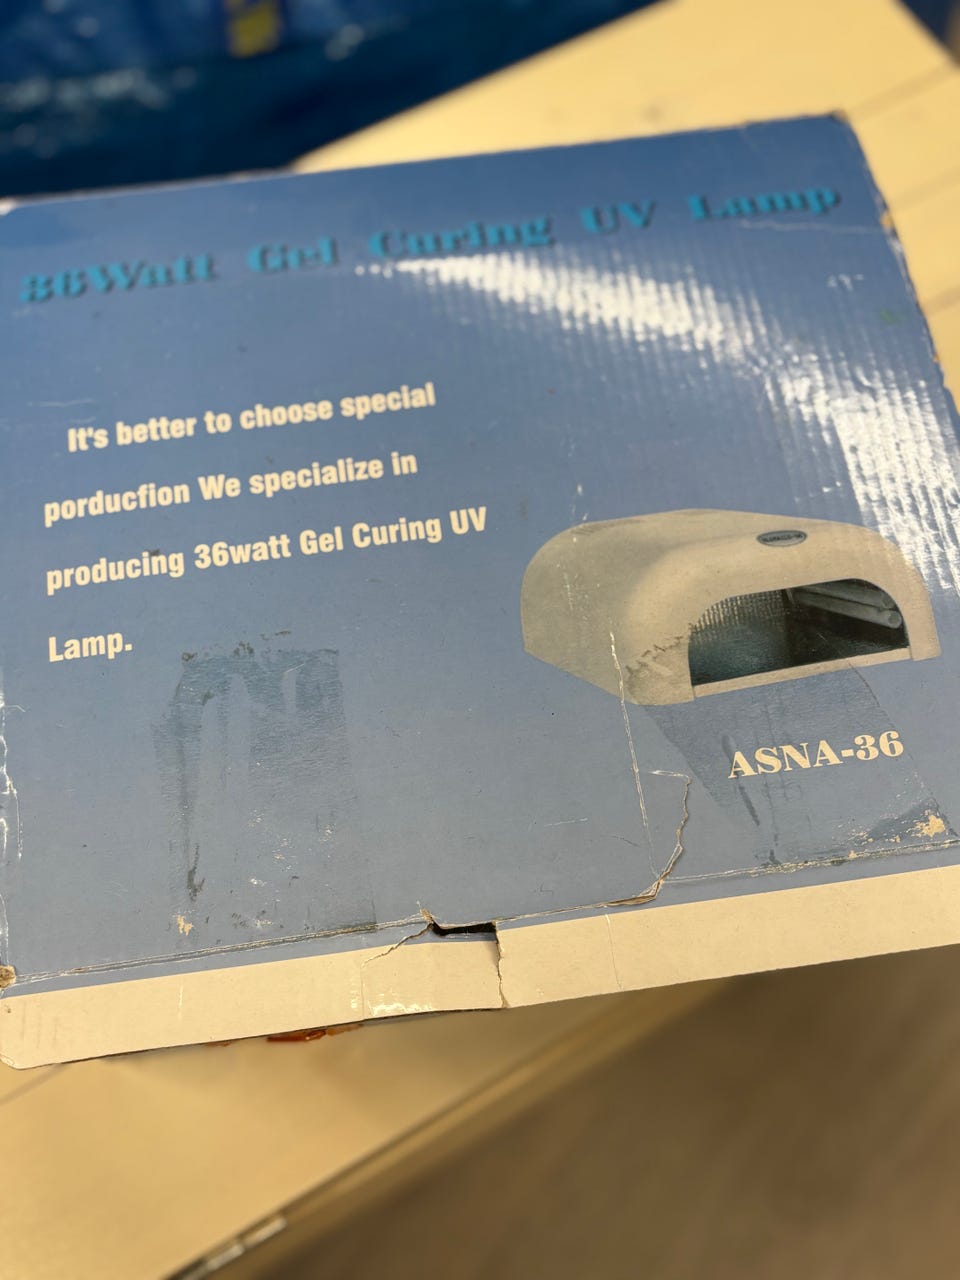 36Watt Gel Curing UV Lamp
It's better to choose special
porducfion We specialize in
producing 36watt Gel Curing UV
Lamp.
ASNA-36